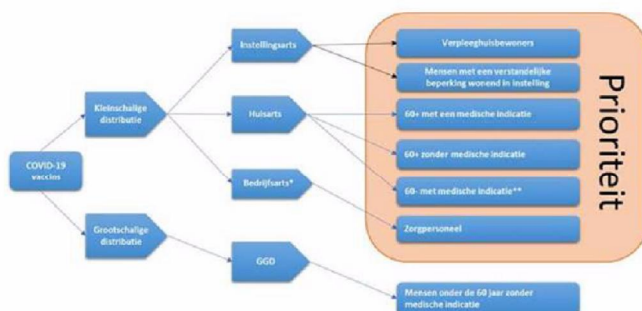 Instellingsarts
Verpleeghuisbewoners
Mensen met een verstandelijke
beperking wonend in instelling
Kleinschalige
distributie
Huisarts
60+ met een medische indicatie
COVID-19
vaccins
60+ zonder medische indicatie
Bedrijfsarts*
60- met medische indicatie**
Grootschalige
distributie
Zorgpersoneel
GGD
Mensen onder de 60 jaar zonder
medische indicatie
Prioriteit